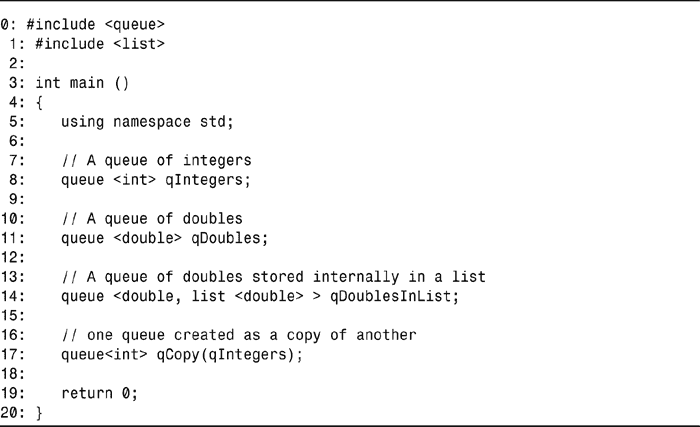 0: #include <queue>
1: #include <list>
2:
3: int main ()
4: {
5:    using namespace std;
6:
7:    // A queue of integers
8:    queue <int> qIntegers;
9:
10:    // A queue of doubles
11:    queue <double> qDoubles;
12:
13:    // A queue of doubles stored internally in a list
14:    queue <double, list <double> > qDoublesInList;
15:
16:    // one queue created as a copy of another
17:    queue<int> qCopy(qIntegers);
18:
19:    return 0;
20: }